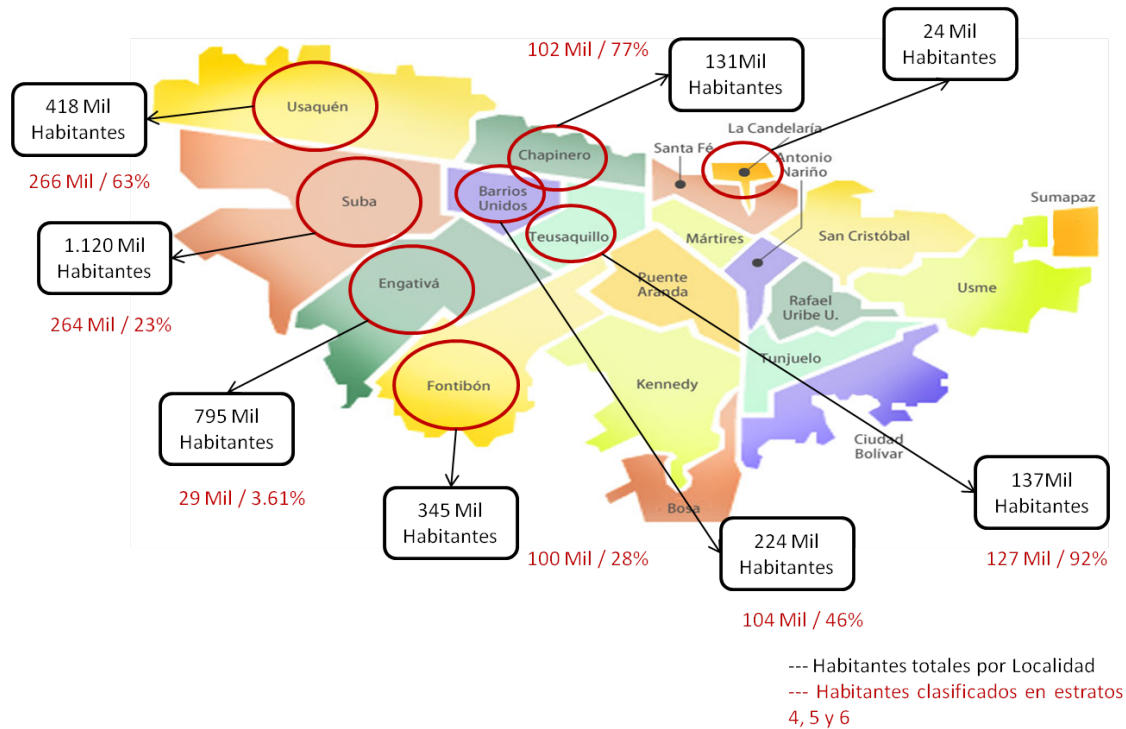 102 Mil / 77%
131Mil
Habitantes
24 Mil
Habitantes
418 Mil
Habitantes
266 Mil / 63%
1.120 Mil
Habitantes
264 Mil / 23%
795 Mil
Habitantes
29 Mil / 3.61%
345 Mil
Habitantes
100 Mil / 28%
224 Mil
Habitantes
104 Mil / 46%
137Mil
Habitantes
127 Mil / 92%
Usaquén
Suba
Engativá
Fontibón
Chapinero
Barrios
Unidos
Teusaquillo
Santa Fé
La Candelaría
Antonio
Nariño
Mártires
Puente
Aranda
Kennedy
Bosa
San Cristóbal
Rafael
Uribe U.
Tunjuelo
Ciudad
Bolívar
Usme
Sumapaz
--- Habitantes totales por Localidad
--- Habitantes clasificados en estratos
4, 5 y 6